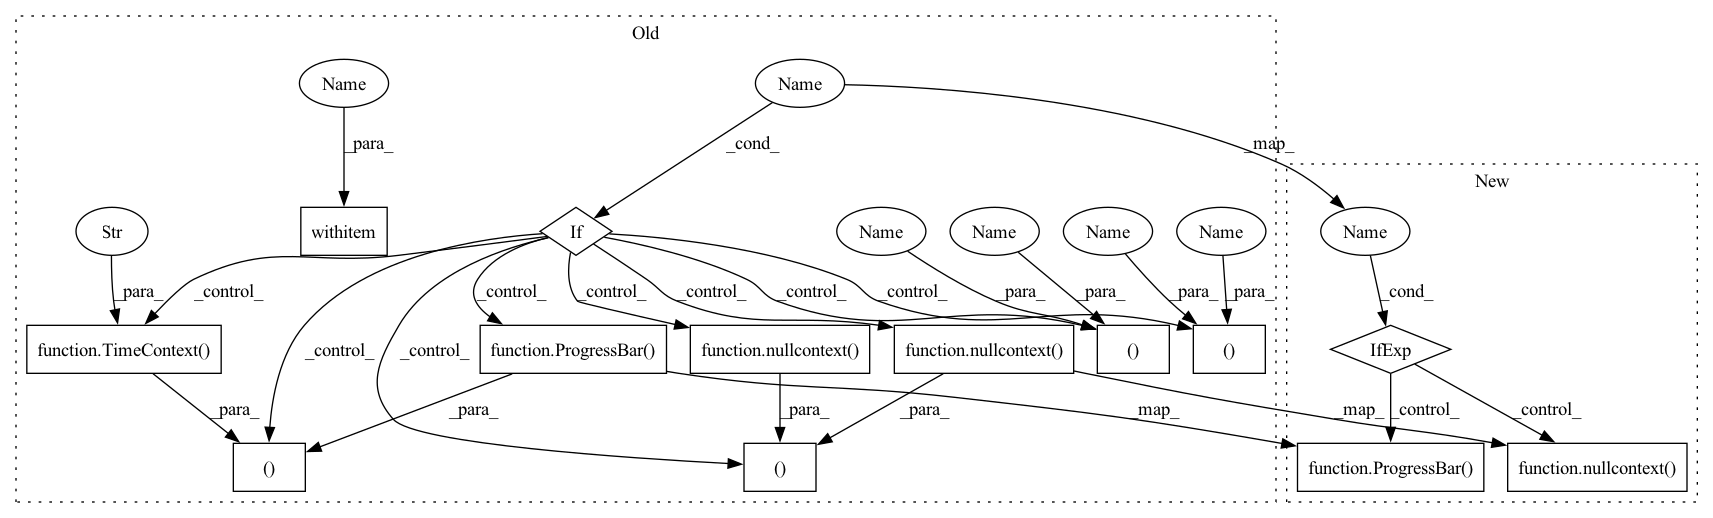 Old
Name
Name
_para_
_cond_
_map_
New
Str
withitem
If
Name
Name
Name
Name
Name
_para_
_control_
_control_
_control_
_control_
_control_
_control_
_para_
_para_
_para_
_para_
_cond_
function.TimeContext()
_control_
_control_
function.ProgressBar()
function.nullcontext()
function.nullcontext()
()
()
IfExp
_para_
_para_
_para_
_para_
_map_
_map_
_control_
_control_
()
()
function.ProgressBar()
function.nullcontext()